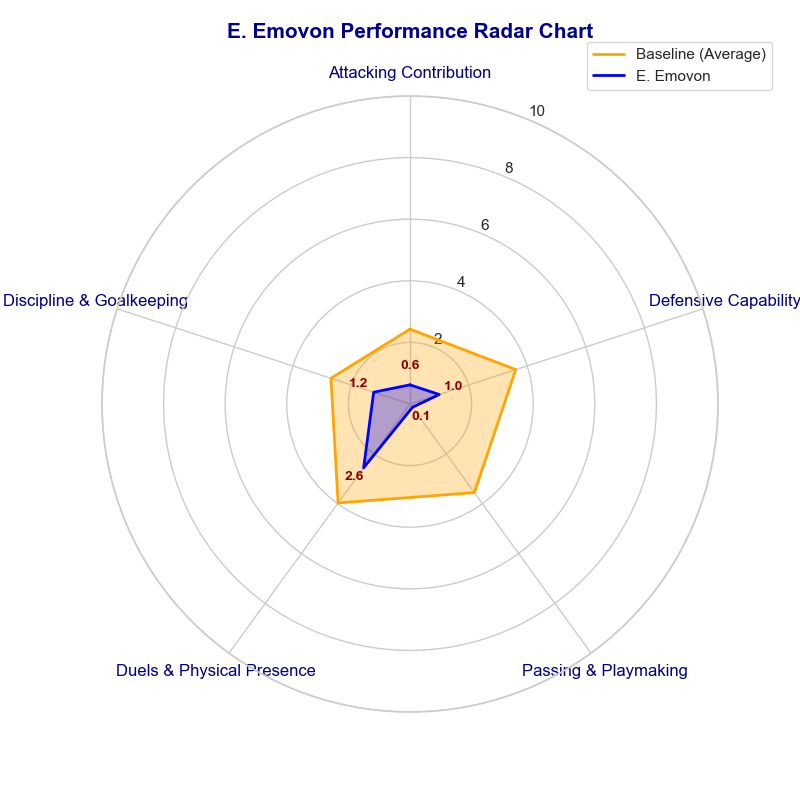 E. Emovon Performance Radar Chart
Baseline (Average)
E. Emovon
Attacking Contribution
10
8
6
4
2
Discipline & Goalkeeping
Defensive Capability
0.6
1.2
1.0
0.1
2.6
Duels & Physical Presence
Passing & Playmaking